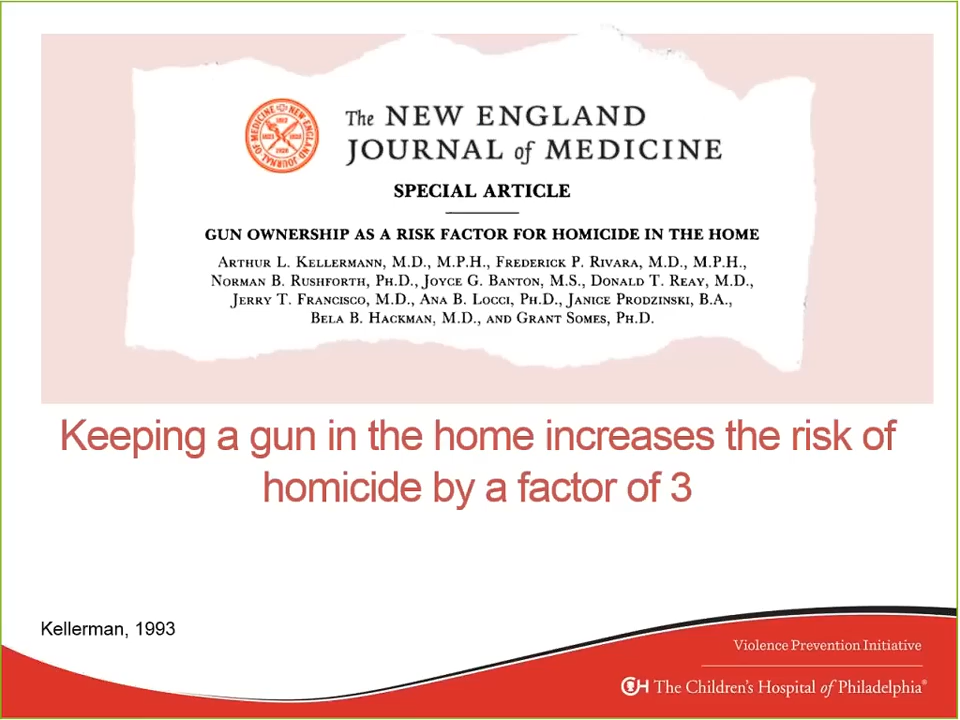 The NEW ENGLAND
JOURNAL of MEDICINE
SPECIAL ARTICLE
GUN OWNERSHIP AS A RISK FACTOR FOR HOMICIDE IN THE HOME
ARTHUR L. KELLERMANN, M.D., M.P.H., FREDERICK P. RIVARA, M.D., M.P.H.,
NORMAN B. RUSHFORTH, PH.D., JOYCE G. BANTON, M.S., DONALD T. REAY, M.D.,
JERRY T. FRANCISCO, M.D., ANA B. LOCCI, PH.D., JANICE PRODZINSKI, B.A.,
BELA B. HACKMAN, M.D., AND GRANT SOMES, PH.D.
Keeping a gun in the home increases the risk of
homicide by a factor of 3
Kellerman, 1993
Violence Prevention Initiative
CH The Children's Hospital of Philadelphia®